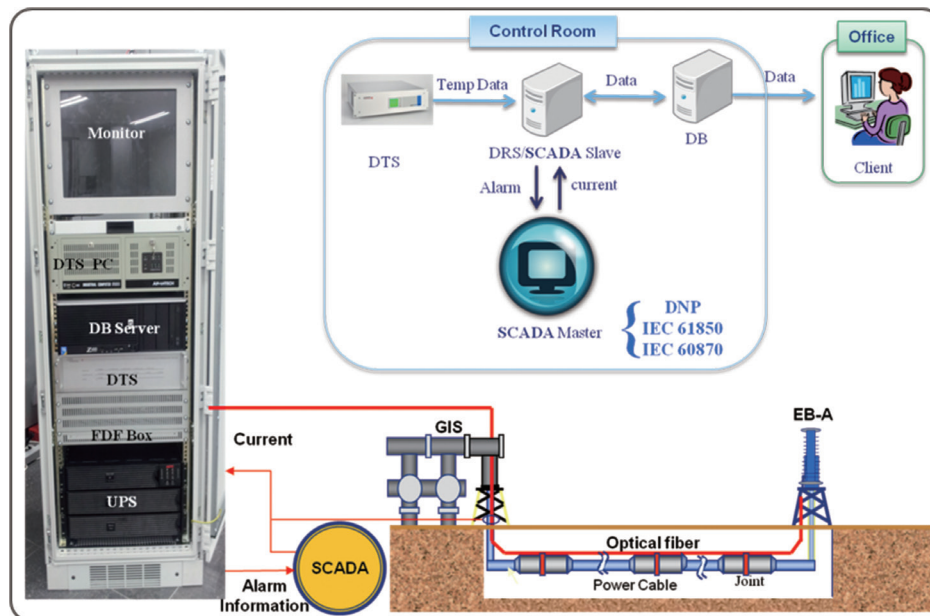 Control Room
Office
Monitor
Temp Data
Data
Data
DTS
DRS/SCADA Slave
DB
Client
Alarm
current
DTS PC
DB Server
SCADA Master
DNP
IEC 61850
IEC 60870
DTS
FDF Box
UPS
Current
GIS
EB-A
Optical fiber
Power Cable
Joint
SCADA
Alarm
Information